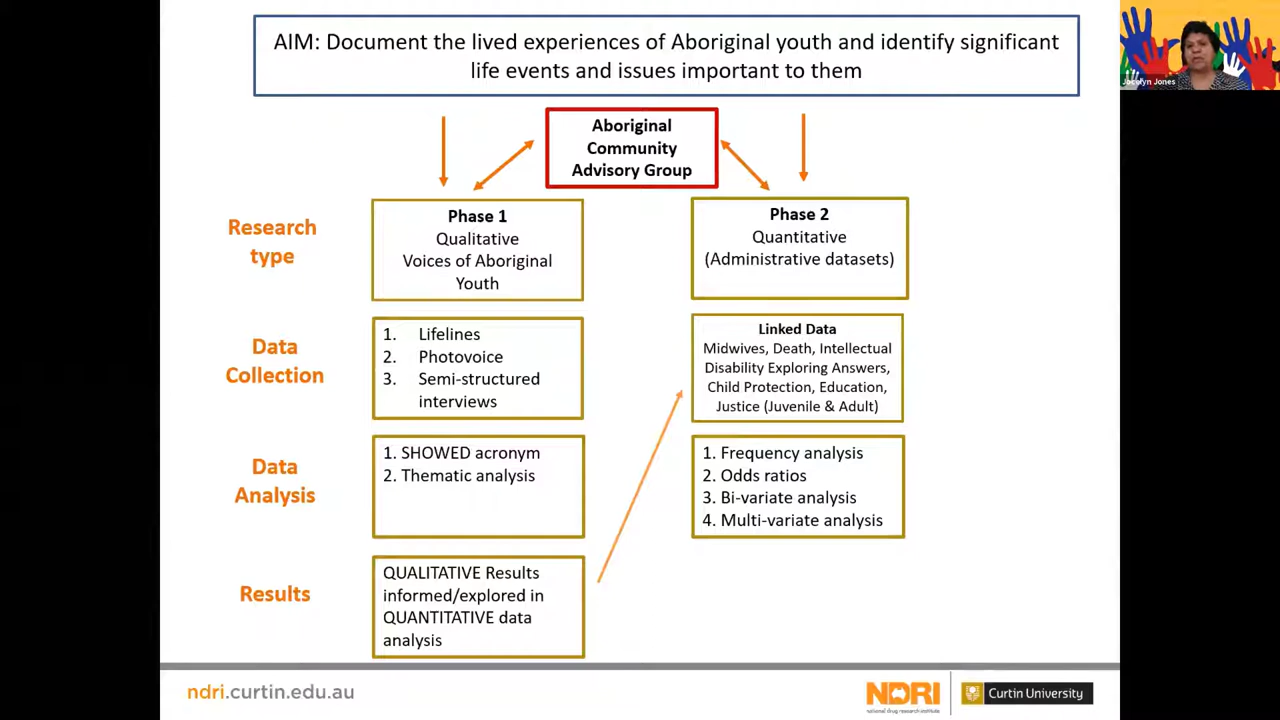 AIM: Document the lived experiences of Aboriginal youth and identify significant
life events and issues important to them
Jocelyn Jones
Aboriginal
Community
Advisory Group
Research
type
Phase 1
Qualitative
Voices of Aboriginal
Youth
Phase 2
Quantitative
(Administrative datasets)
Data
Collection
1. Lifelines
2. Photovoice
3. Semi-structured
interviews
Linked Data
Midwives, Death, Intellectual
Disability Exploring Answers,
Child Protection, Education,
Justice (Juvenile & Adult)
Data
Analysis
1. SHOWED acronym
2. Thematic analysis
1. Frequency analysis
2. Odds ratios
3. Bi-variate analysis
4. Multi-variate analysis
Results
QUALITATIVE Results
informed/explored in
QUANTITATIVE data
analysis
ndri.curtin.edu.au
NDRI
national drug research institute
Curtin University